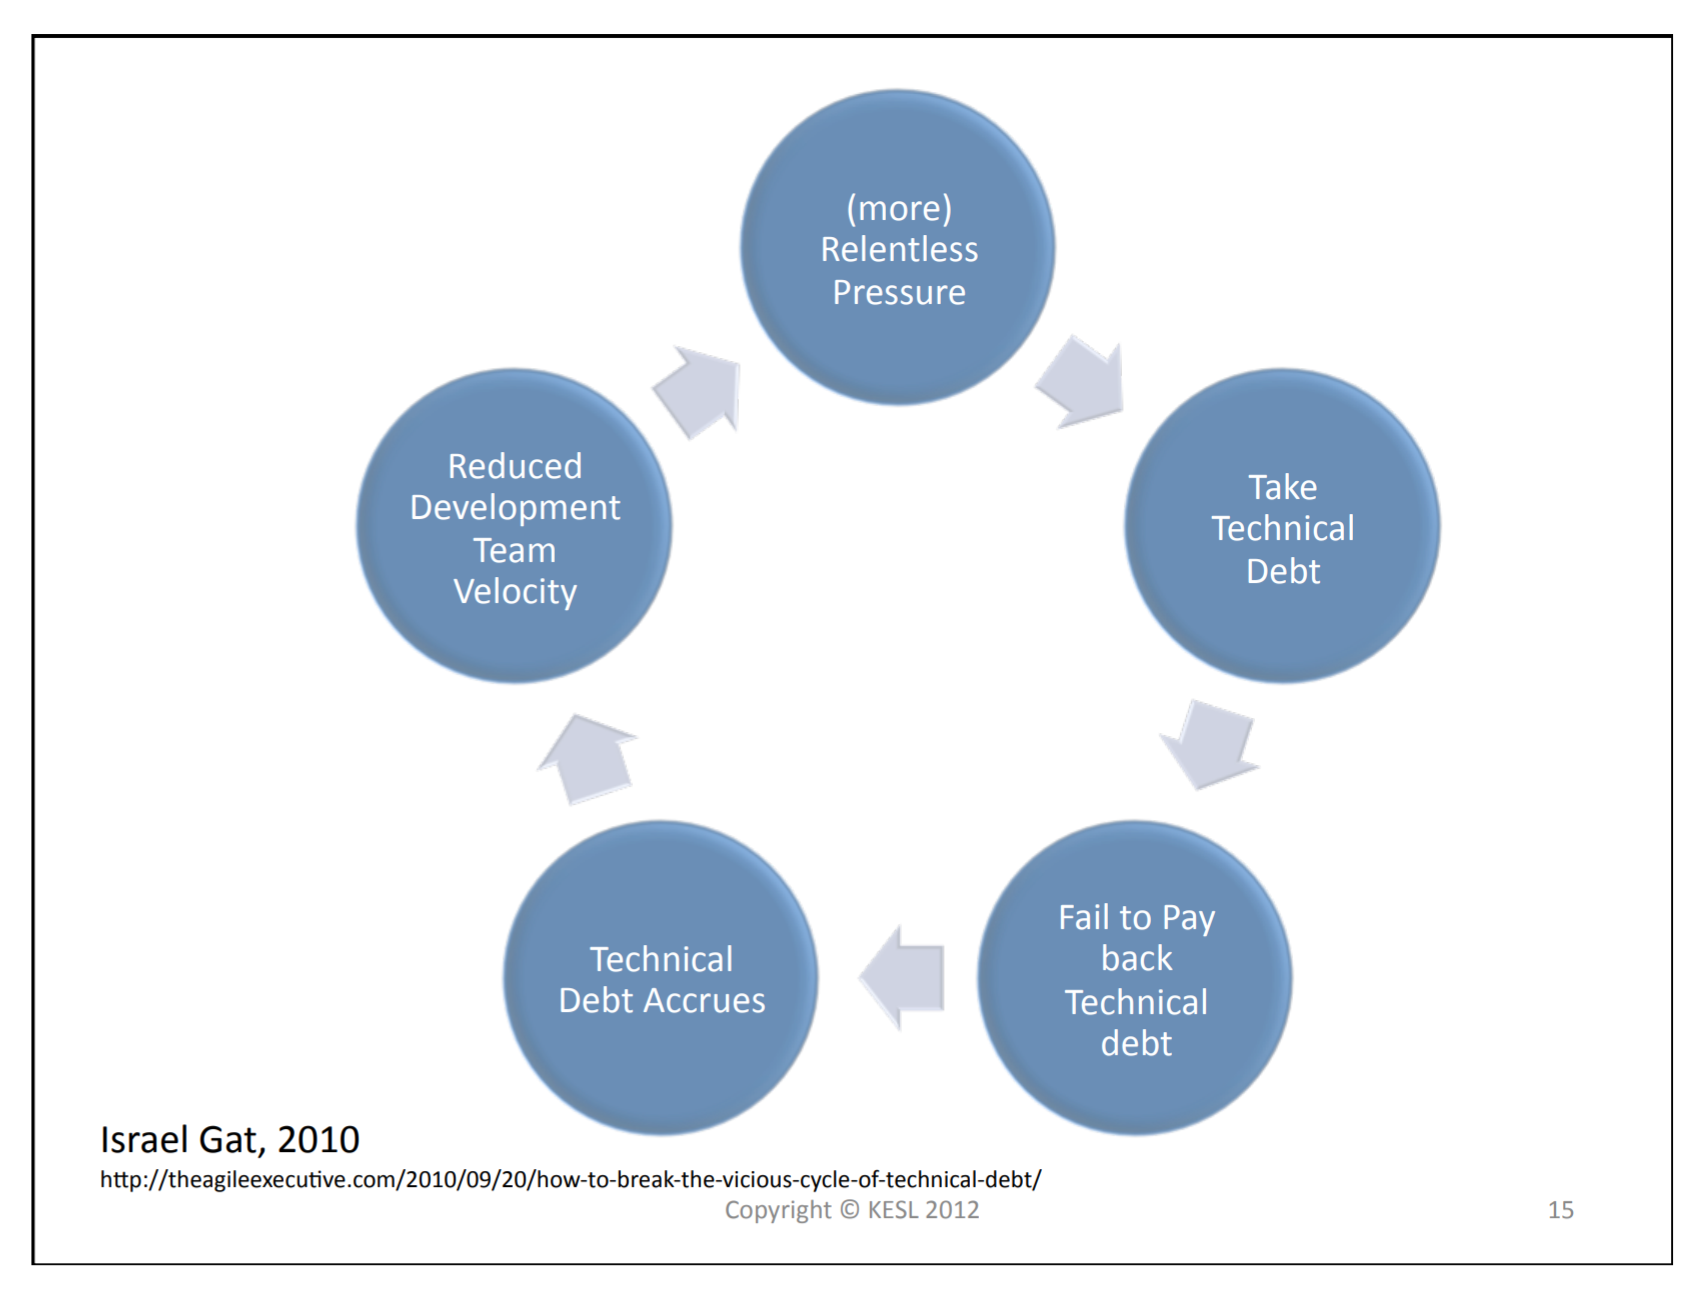 (more)
Relentless
Pressure
Take
Technical
Debt
Fail to Pay
back
Technical
debt
Technical
Debt Accrues
Reduced
Development
Team
Velocity
Israel Gat, 2010
http://theagileexecutive.com/2010/09/20/how-to-break-the-vicious-cycle-of-technical-debt/
Copyright © KESL 2012
15